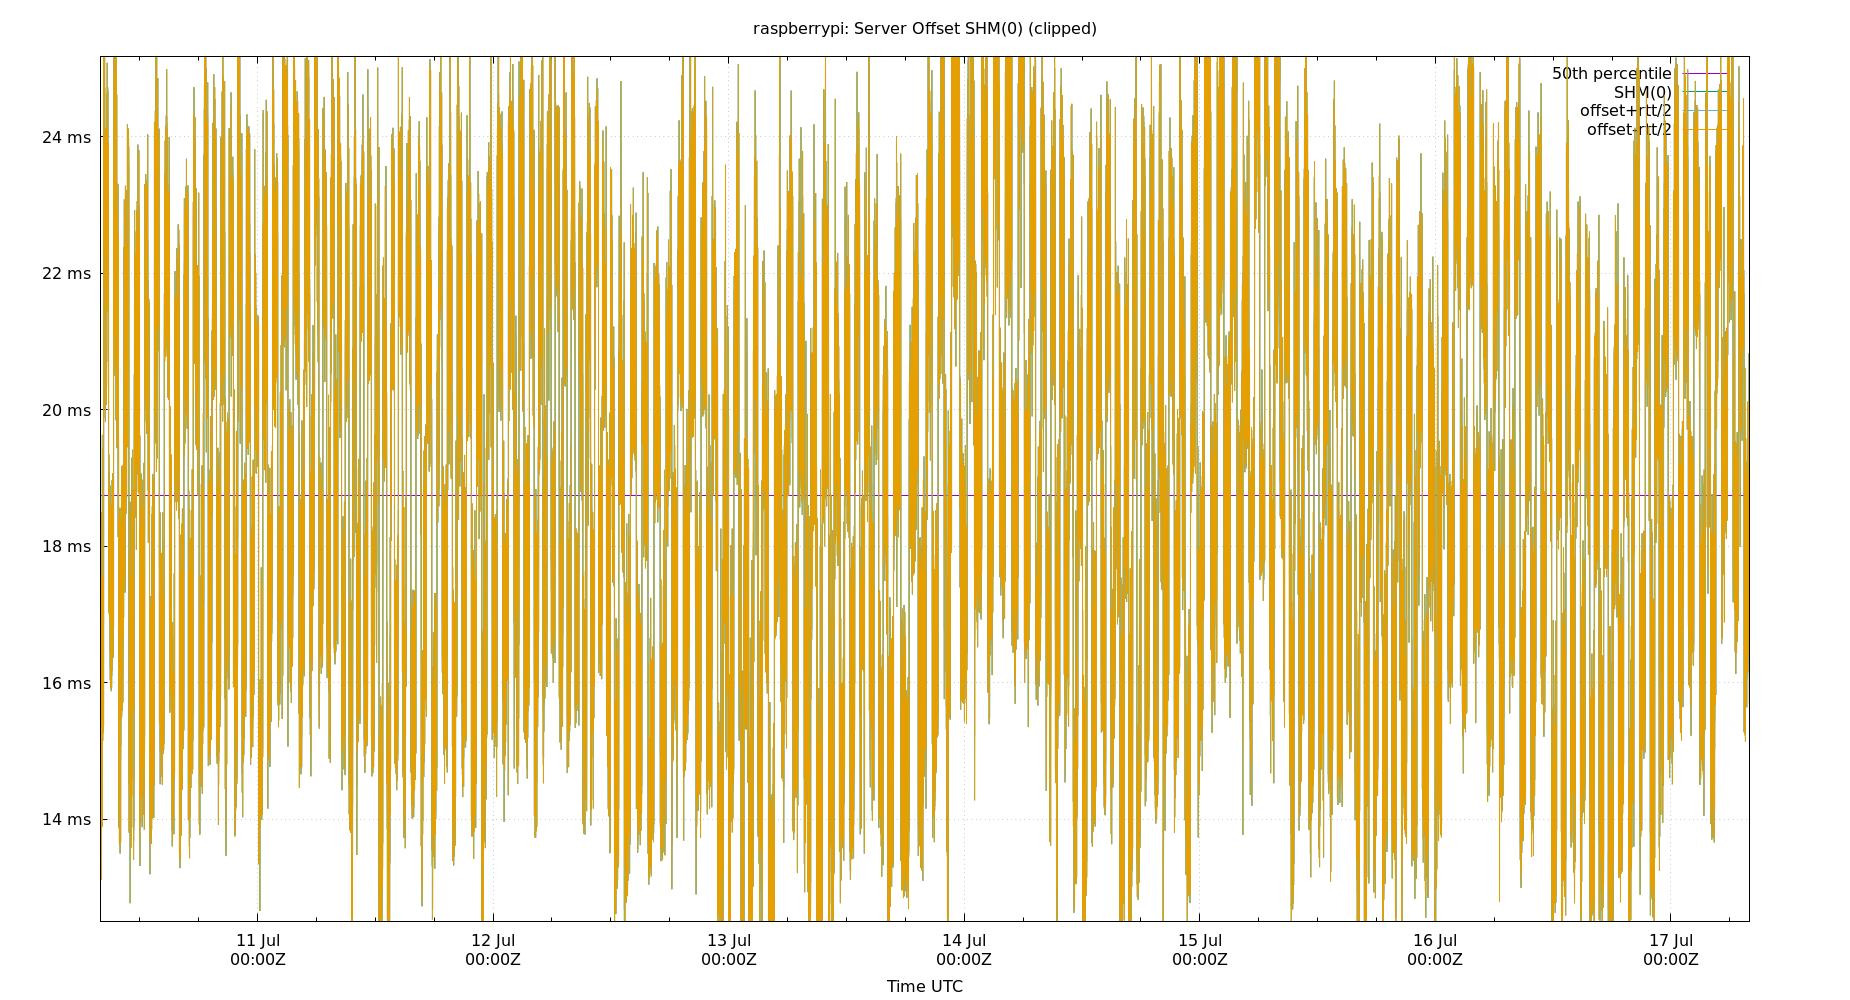 raspberrypi: Server Offset SHM(0) (clipped)
50th percentile
SHM(0)
offset+rtt/2
offset-rtt/2
24 ms
22 ms
20 ms
18 ms
16 ms
14 ms
11 Jul 12 Jul 13 Jul 14 Jul 15 Jul 16 Jul 17 Jul
00:00Z 00:00Z 00:00Z 00:00Z 00:00Z 00:00Z 00:00Z
Time UTC